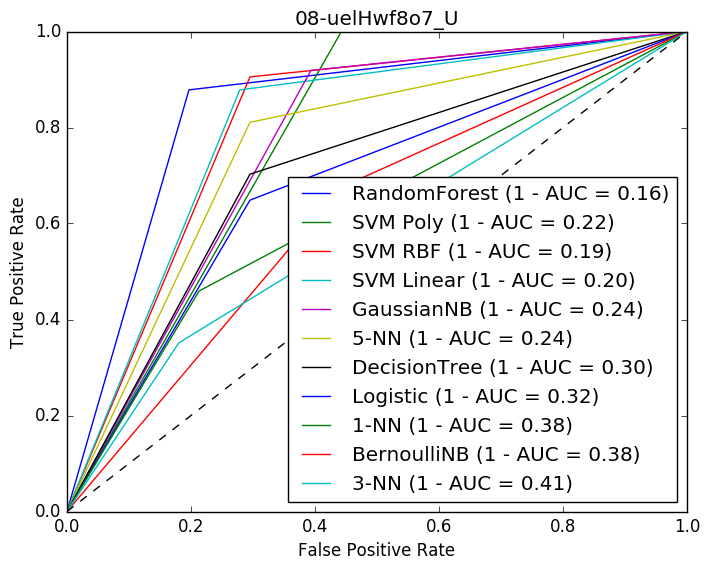 08-uelHwf8o7_U
1.0
0.8
0.6
0.4
0.2
0.0
True Positive Rate
RandomForest (1 - AUC = 0.16)
SVM Poly (1 - AUC = 0.22)
SVM RBF (1 - AUC = 0.19)
SVM Linear (1 - AUC = 0.20)
GaussianNB (1 - AUC = 0.24)
5-NN (1 - AUC = 0.24)
DecisionTree (1 - AUC = 0.30)
Logistic (1 - AUC = 0.32)
1-NN (1 - AUC = 0.38)
BernoulliNB (1 - AUC = 0.38)
3-NN (1 - AUC = 0.41)
0.0 0.2 0.4 0.6 0.8 1.0
False Positive Rate